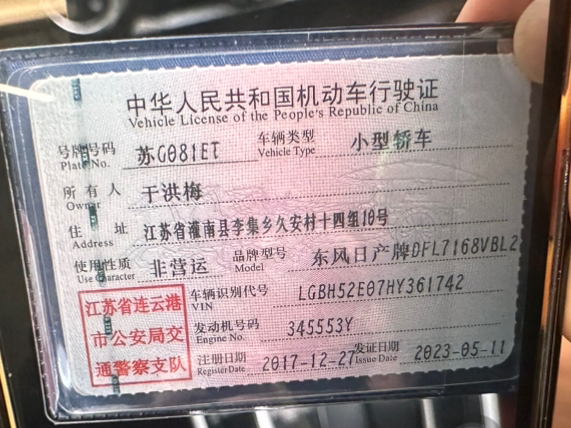 中华人民共和国机动车行驶证
Vehicle License of the People's Republic of China
号牌号码 苏G081ET 车辆类型 小型轿车
Plate No. Vehicle Type
所有人 于洪梅
Owner
住址 江苏省灌南县李集乡久安村十四组10号
Address
使用性质 非营运 品牌型号 东风日产牌DFL7168VBL2
Use Character Model
江苏省连云港
市公安局交
通警察支队
车辆识别代号 LGBH52E07HY361742
VIN
发动机号码 345553Y
Engine No.
注册日期 2017-12-27 发证日期 2023-05-11
Register Date Issue Date